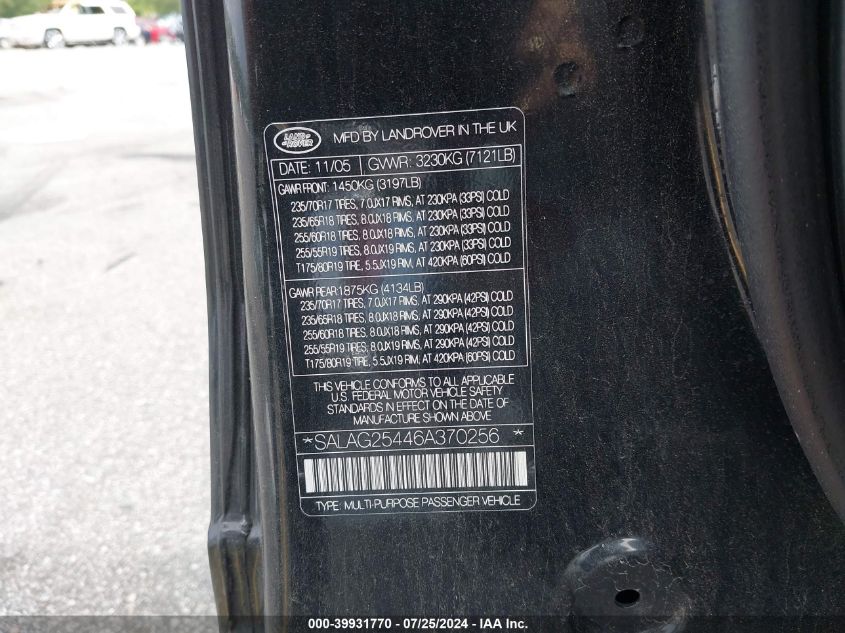 LAND-
ROVER
MFD BY LANDROVER IN THE UK
DATE: 11/05 GVWR: 3230KG (7121LB)
GAWR FRONT: 1450KG (3197LB)
235/70R17 TIRES, 7.0JX17 RIMS, AT 230KPA (33PSI) COLD
235/65R18 TIRES, 8.0JX18 RIMS, AT 230KPA (33PSI) COLD
255/60R18 TIRES, 8.0JX18 RIMS, AT 230KPA (33PSI) COLD
255/55R19 TIRES, 8.0JX19 RIMS, AT 230KPA (33PSI) COLD
T175/80R19 TIRE, 5.5JX19 RIM, AT 420KPA (60PSI) COLD
GAWR REAR: 1875KG (4134LB)
235/70R17 TIRES, 7.0JX17 RIMS, AT 290KPA (42PSI) COLD
235/65R18 TIRES, 8.0JX18 RIMS, AT 290KPA (42PSI) COLD
255/60R18 TIRES, 8.0JX18 RIMS, AT 290KPA (42PSI) COLD
255/55R19 TIRES, 8.0JX19 RIMS, AT 290KPA (42PSI) COLD
T175/80R19 TIRE, 5.5JX19 RIM, AT 420KPA (60PSI) COLD
THIS VEHICLE CONFORMS TO ALL APPLICABLE
U.S. FEDERAL MOTOR VEHICLE SAFETY
STANDARDS IN EFFECT ON THE DATE OF
MANUFACTURE SHOWN ABOVE
*SALAG25446A370256 *
TYPE: MULTI-PURPOSE PASSENGER VEHICLE
000-39931770 - 07/25/2024 - IAA Inc.